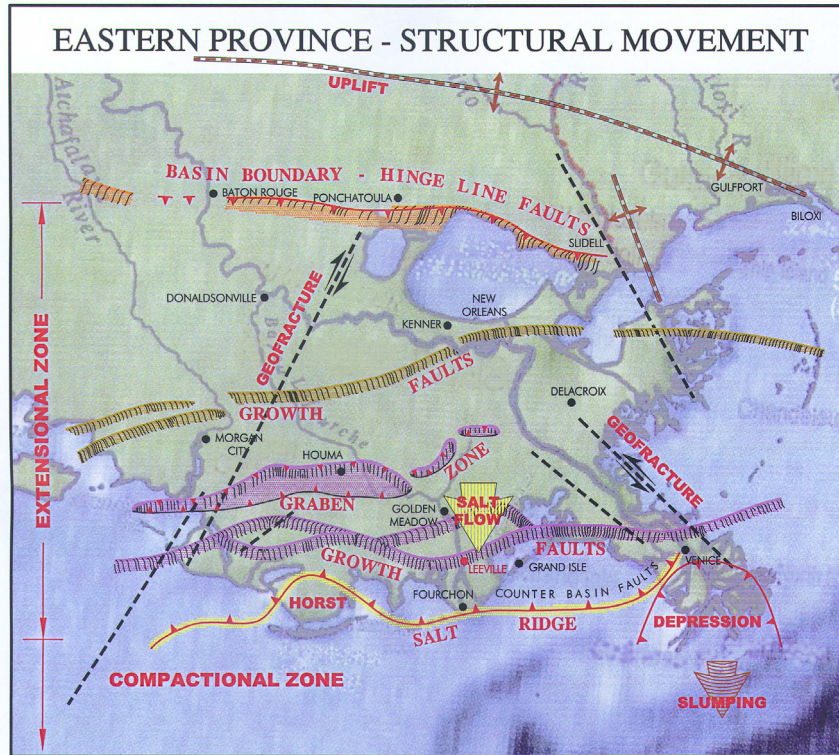 EASTERN PROVINCE - STRUCTURAL MOVEMENT
UPLIFT
Atchafalaya
River
BASIN BOUNDARY - HINGE LINE FAULTS
BATON ROUGE
PONCHATOULA
GULFPORT
BILOXI
SLIDELL
DONALDSONVILLE
NEW
ORLEANS
KENNER
GEOFRACTURE
EXTENSIONAL ZONE
GROWTH
FAULTS
DELACROIX
MORGAN
CITY
HOUMA
ZONE
GEOFRACTURE
GRABEN
GOLDEN
MEADOW
SALT
FLOW
GROWTH
FAULTS
LEEVILLE
GRAND ISLE
VENICE
COUNTER BASIN FAULTS
HORST
FOURCHON
SALT
RIDGE
DEPRESSION
COMPACTIONAL ZONE
SLUMPING